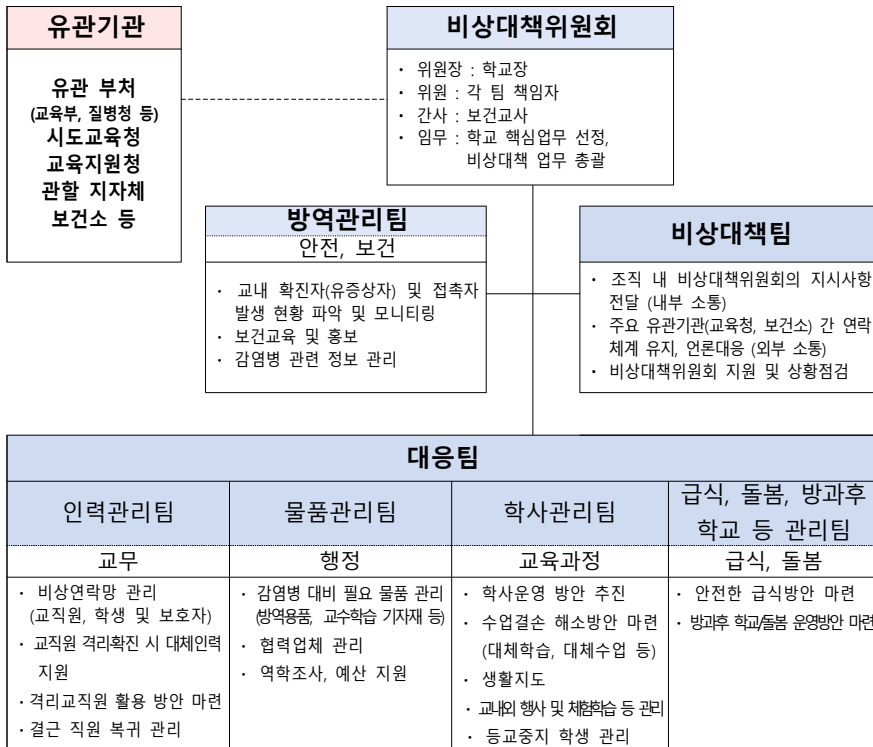 유관기관
유관 부처
(교육부, 질병청 등)
시도교육청
교육지원청
관할 지자체
보건소 등
비상대책위원회
· 위원장 : 학교장
· 위원 : 각 팀 책임자
· 간사 : 보건교사
· 임무 : 학교 핵심업무 선정,
비상대책 업무 총괄
방역관리팀
안전, 보건
· 교내 확진자(유증상자) 및 접촉자
발생 현황 파악 및 모니티링
· 보건교육 및 홍보
· 감염병 관련 정보 관리
비상대책팀
· 조직 내 비상대책위원회의 지시사항
전달 (내부 소통)
· 주요 유관기관(교육청, 보건소) 간 연락
체계 유지, 언론대응 (외부 소통)
· 비상대책위원회 지원 및 상황점검
대응팀
인력관리팀
교무
· 비상연락망 관리
(교직원, 학생 및 보호자)
· 교직원 격리·확진 시 대체인력
지원
· 격리교직원 활용 방안 마련
· 결근 직원 복귀 관리
물품관리팀
행정
· 감염병 대비 필요 물품 관리
(방역용품, 교수학습 기자재 등)
· 협력업체 관리
· 역학조사, 예산 지원
학사관리팀
교육과정
· 학사운영 방안 추진
· 수업결손 해소방안 마련
(대체학습, 대체수업 등)
· 생활지도
· 교내외 행사 및 체험학습 등 관리
· 등교중지 학생 관리
급식, 돌봄, 방과후
학교 등 관리팀
급식, 돌봄
· 안전한 급식방안 마련
· 방과후 학교/돌봄 운영방안 마련